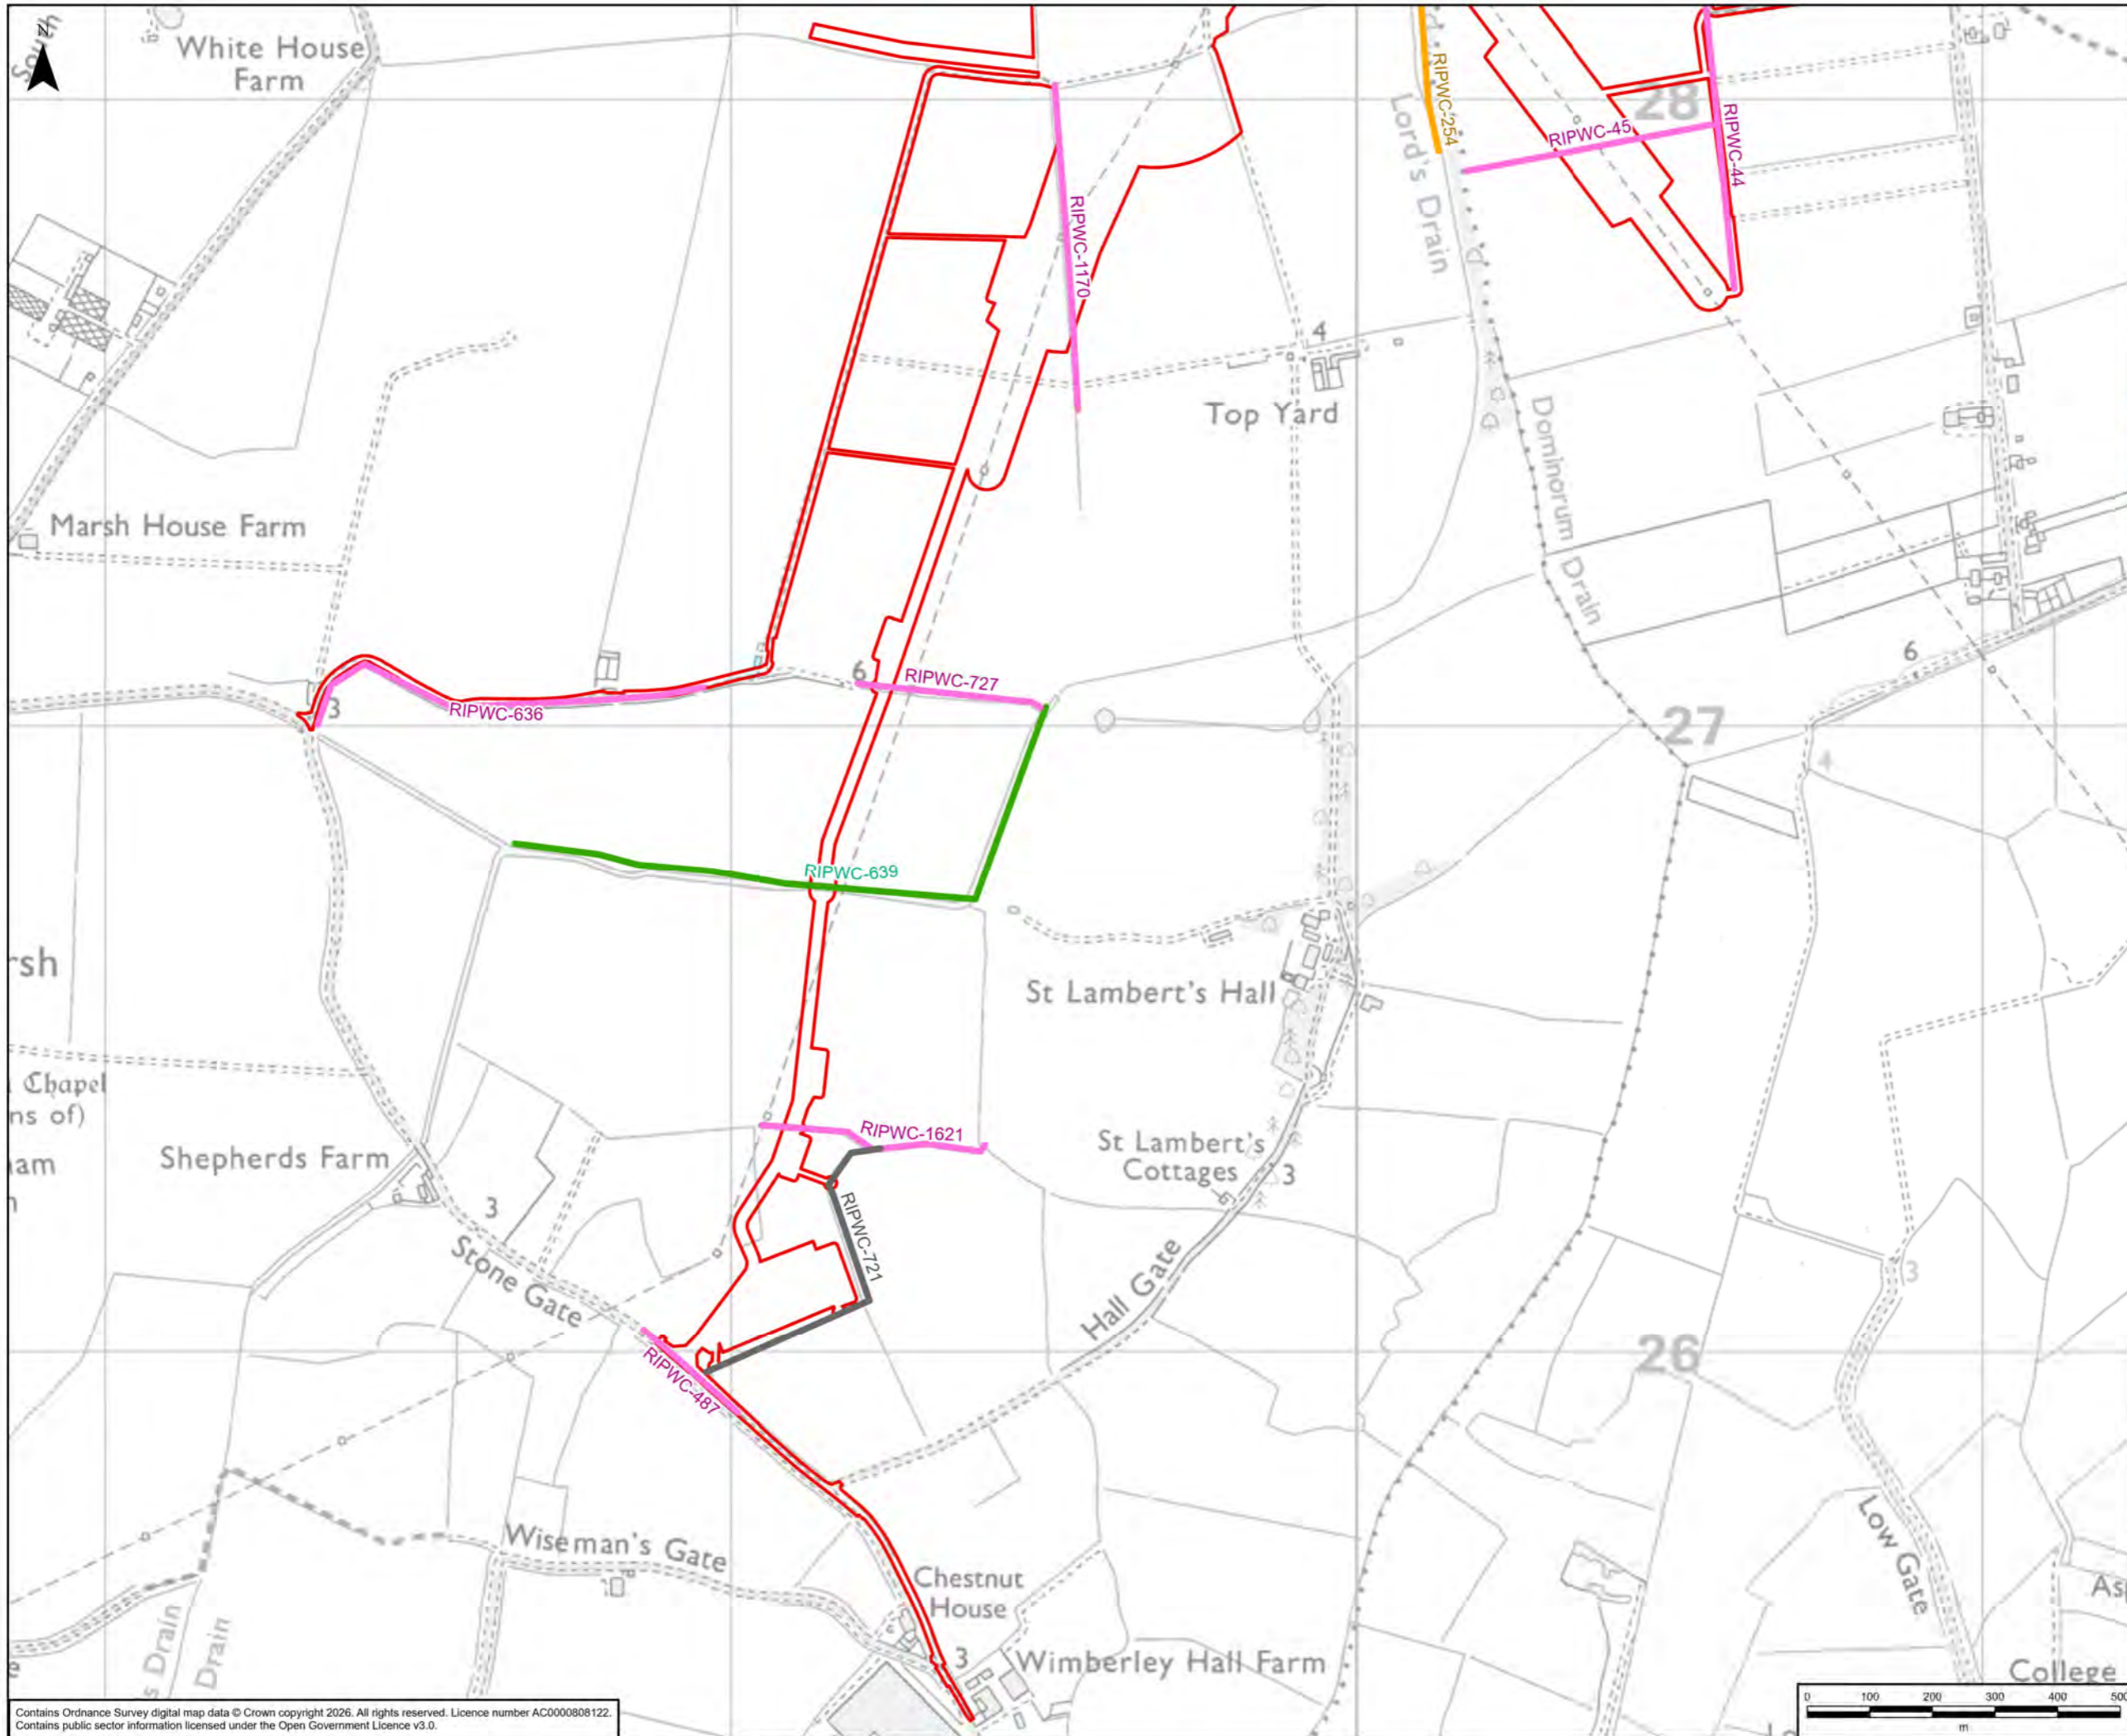 N
South
White House
Farm
28
RIPWC-254
RIPWC-45
RIPWC-44
Lord's Drain
RIPWC-1170
4
Top Yard
Dominorum Drain
Marsh House Farm
6
RIPWC-727
6
3
RIPWC-636
27
4
RIPWC-639
rsh
St Lambert's Hall
Chapel
ns of)
am
Shepherds Farm
RIPWC-1621
St Lambert's
Cottages
3
3
RIPWC-721
Stone Gate
Hall Gate
3
26
RIPWC-487
Wiseman's Gate
Low Gate
Chestnut
House
As
s Drain
Drain
3
Wimberley Hall Farm
College
0 100 200 300 400 500
m
Contains Ordnance Survey digital map data © Crown copyright 2026. All rights reserved. Licence number AC0000808122.
Contains public sector information licensed under the Open Government Licence v3.0.